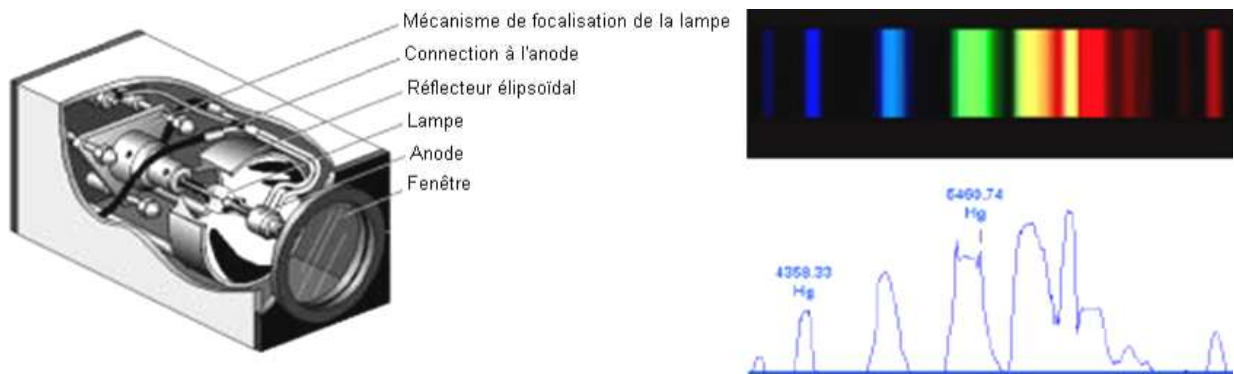 Mécanisme de focalisation de la lampe
Connection à l'anode
Réflecteur élipsoïdal
Lampe
Anode
Fenêtre
5460.74
Hg
4358.33
Hg